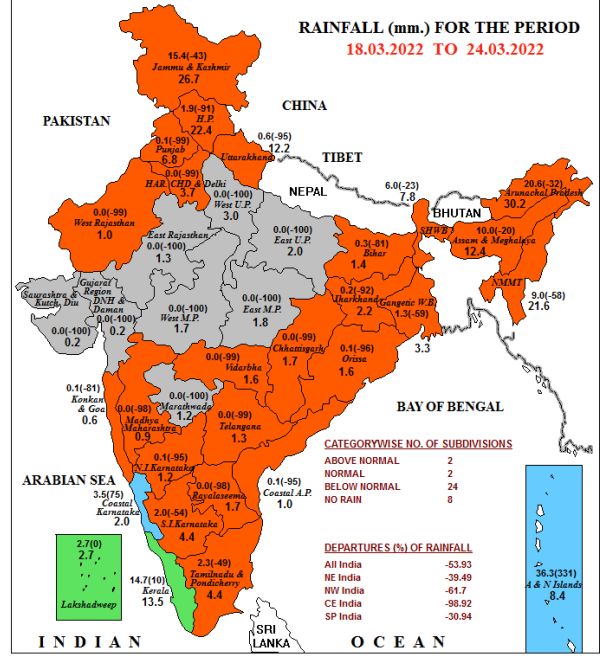 RAINFALL (mm.) FOR THE PERIOD
18.03.2022 TO 24.03.2022
15.4(-43)
Jammu & Kashmir
26.7
CHINA
1.9(-91)
H.P.
22.4
PAKISTAN
0.1(-99)
Punjab
6.8
0.6(-95)
Uttarakhand
12.2
TIBET
0.0(-99)
HAR. CHD & Delhi
3.7
0.0(-100)
West U.P.
3.0
NEPAL
6.0(-23)
7.8
SHWB
BHUTAN
20.6(-32)
Arunachal Pradesh
30.2
0.0(-99)
West Rajasthan
1.0
East Rajasthan
0.0(-100)
1.3
0.0(-100)
East U.P.
2.0
0.3(-81)
Bihar
1.4
10.0(-20)
Assam & Meghalaya
12.4
NMMT
9.0(-58)
21.6
Saurashtra &
Kutch, Diu
0.0(-100)
0.2
Gujarat
Region
DNH &
Daman
0.0(-100)
0.2
0.0(-100)
West M.P.
1.7
0.0(-100)
East M.P.
1.8
0.2(-92)
Jharkhand
2.2
Gangetic W.B.
1.3(-59)
3.3
0.0(-99)
Vidarbha
1.6
0.0(-99)
Chhattisgarh
1.7
0.1(-96)
Orissa
1.6
0.1(-81)
Konkan
& Goa
0.6
0.0(-98)
Madhya
Maharashtra
0.9
0.0(-100)
Marathwada
1.2
0.0(-99)
Telangana
1.3
BAY OF BENGAL
ARABIAN SEA
0.1(-95)
N.I.Karnataka
1.2
3.5(75)
Coastal
Karnataka
2.0
0.0(-98)
Rayalaseema
1.7
0.1(-95)
Coastal A.P.
1.0
2.0(-54)
S.I.Karnataka
4.4
CATEGORYWISE NO. OF SUBDIVISIONS
ABOVE NORMAL 2
NORMAL 2
BELOW NORMAL 24
NO RAIN 8
2.7(0)
2.7
Lakshadweep
14.7(10)
Kerala
13.5
2.3(-49)
Tamilnadu &
Pondicherry
4.4
DEPARTURES (%) OF RAINFALL
All India -53.93
NE India -39.49
NW India -61.7
CE India -98.92
SP India -30.94
36.3(331)
A & N Islands
8.4
SRI
LANKA
INDIAN OCEAN